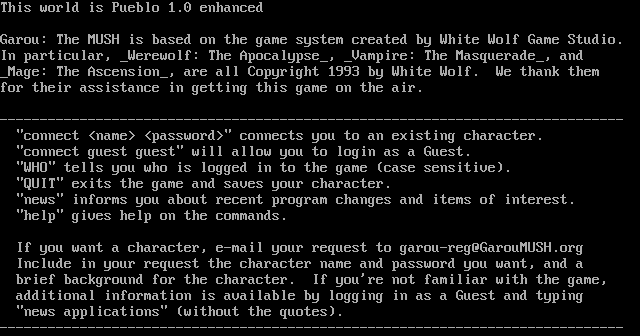 This world is Pueblo 1.0 enhanced
Garou: The MUSH is based on the game system created by White Wolf Game Studio.
In particular, _Werewolf: The Apocalypse_, _Vampire: The Masquerade_, and
_Mage: The Ascension_, are all Copyright 1993 by White Wolf.  We thank them
for their assistance in getting this game on the air.
"connect <name> <password>" connects you to an existing character.
"connect guest guest" will allow you to login as a Guest.
"WHO" tells you who is logged in to the game (case sensitive).
"QUIT" exits the game and saves your character.
"news" informs you about recent program changes and items of interest.
"help" gives help on the commands.
If you want a character, e-mail your request to garou-reg@GarouMUSH.org
Include in your request the character name and password you want, and a
brief background for the character.  If you're not familiar with the game,
additional information is available by logging in as a Guest and typing
"news applications" (without the quotes).